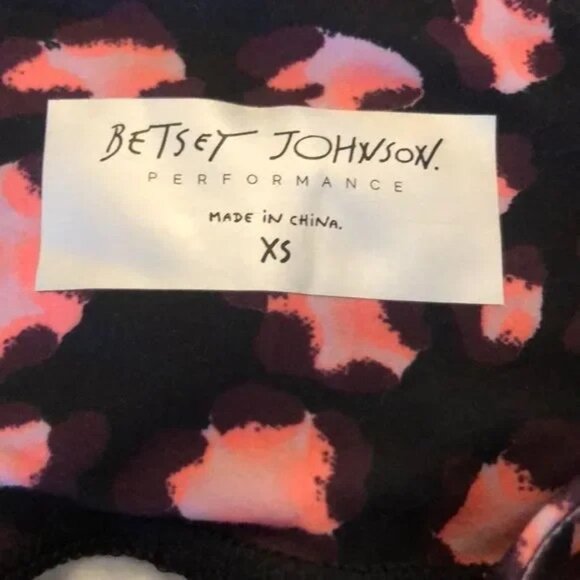 BETSEY JOHNSON.
PERFORMANCE
MADE IN CHINA.
XS